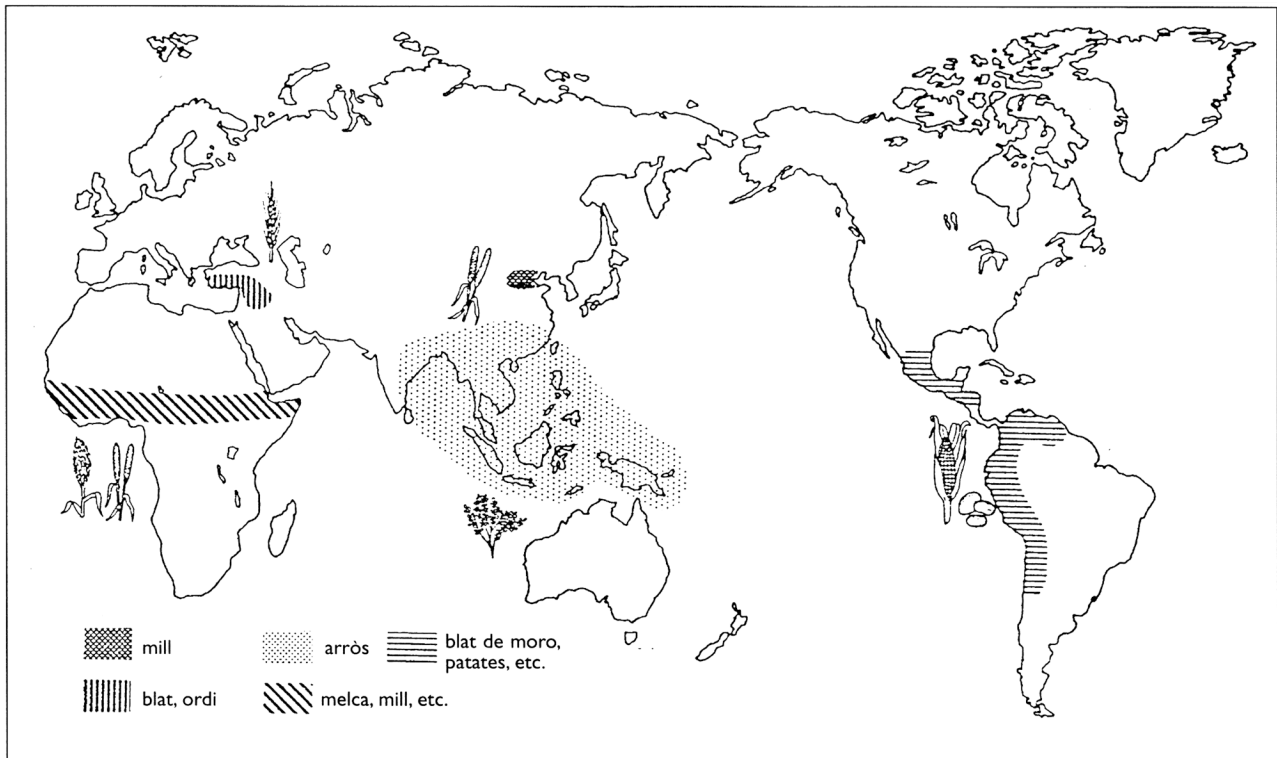 mill
arròs
blat de moro,
patates, etc.
blat, ordi
melca, mill, etc.